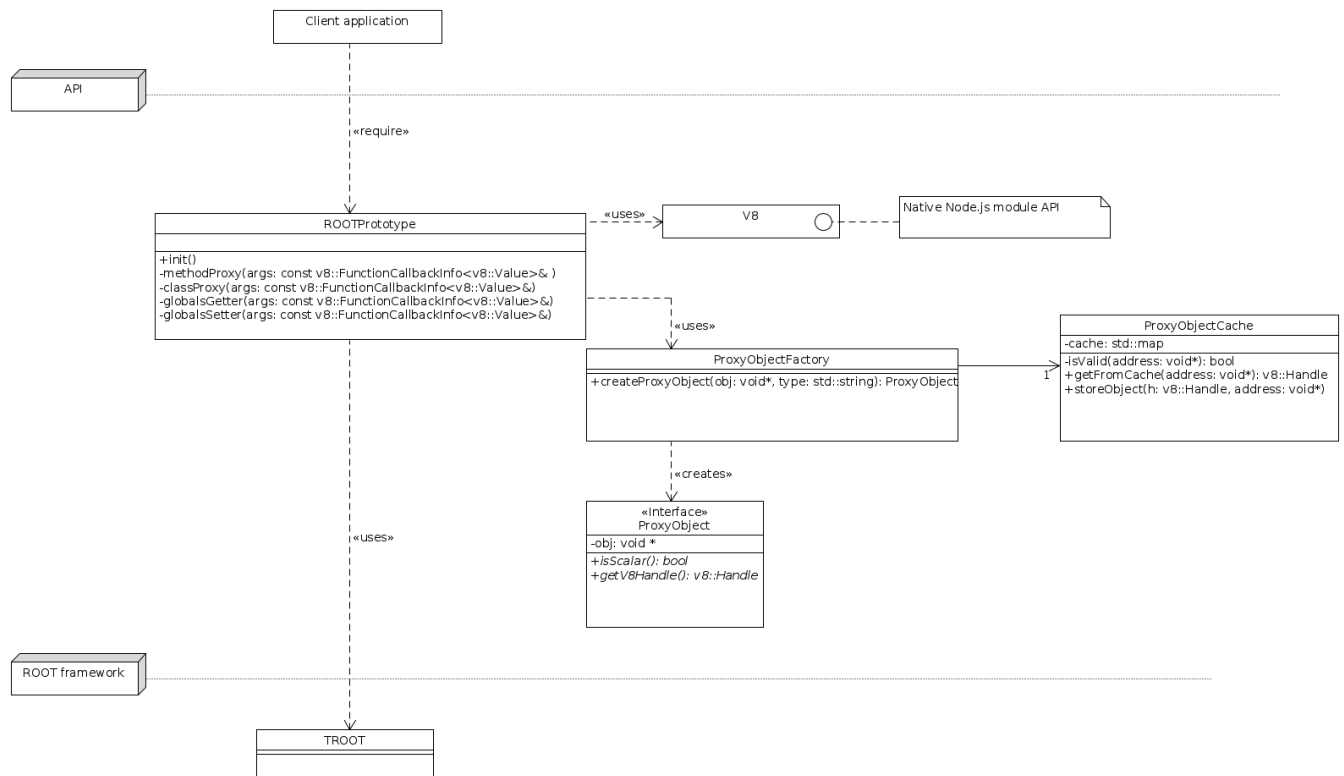 Client application
API
«require»
ROOTPrototype
+init()
-methodProxy(args: const v8::FunctionCallbackInfo<v8::Value>& )
-classProxy(args: const v8::FunctionCallbackInfo<v8::Value>&)
-globalsGetter(args: const v8::FunctionCallbackInfo<v8::Value>&)
-globalsSetter(args: const v8::FunctionCallbackInfo<v8::Value>&)
«uses»
V8
Native Node.js module API
«uses»
ProxyObjectFactory
+createProxyObject(obj: void*, type: std::string): ProxyObject
1
ProxyObjectCache
-cache: std::map
-isValid(address: void*): bool
+getFromCache(address: void*): v8::Handle
+storeObject(h: v8::Handle, address: void*)
«creates»
«Interface»
ProxyObject
-obj: void *
+isScalar(): bool
+getV8Handle(): v8::Handle
«uses»
ROOT framework
TROOT